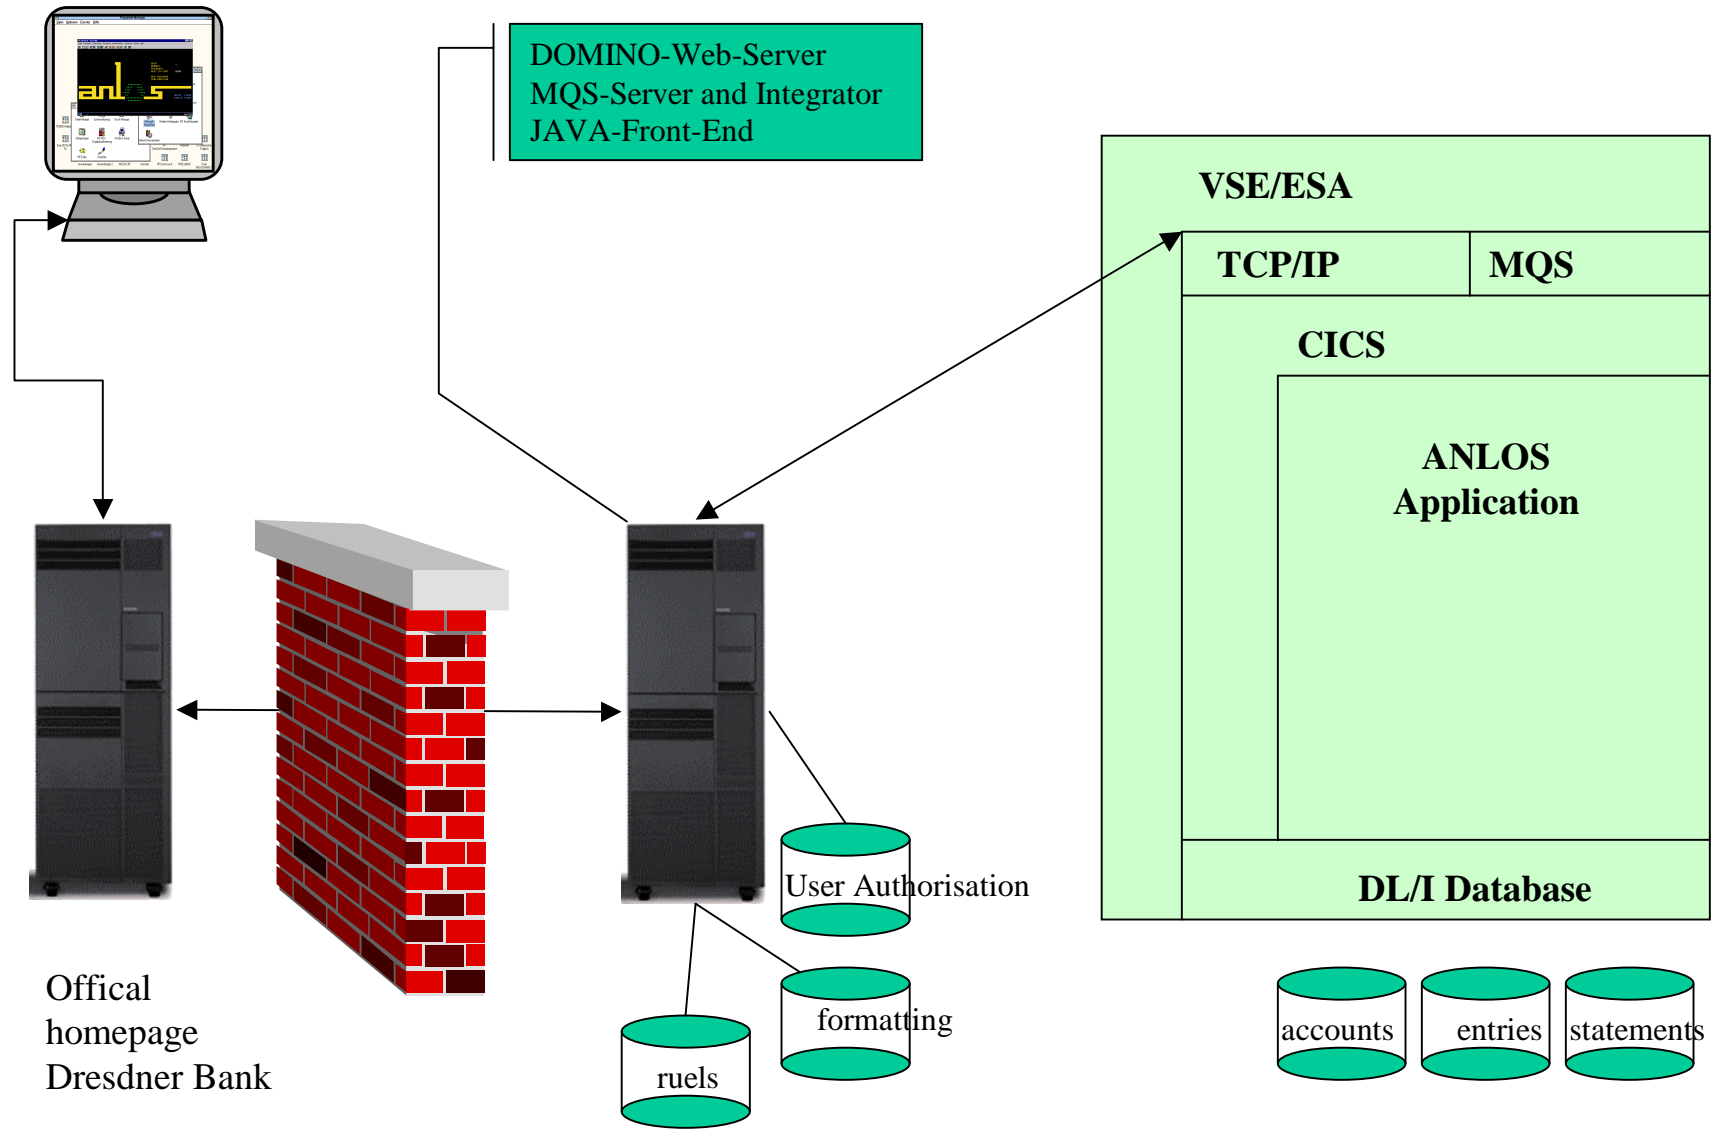 anlos
DOMINO-Web-Server
MQS-Server and Integrator
JAVA-Front-End
VSE/ESA
TCP/IP
MQS
CICS
ANLOS
Application
DL/I Database
User Authorisation
formatting
ruels
accounts
entries
statements
Offical
homepage
Dresdner Bank